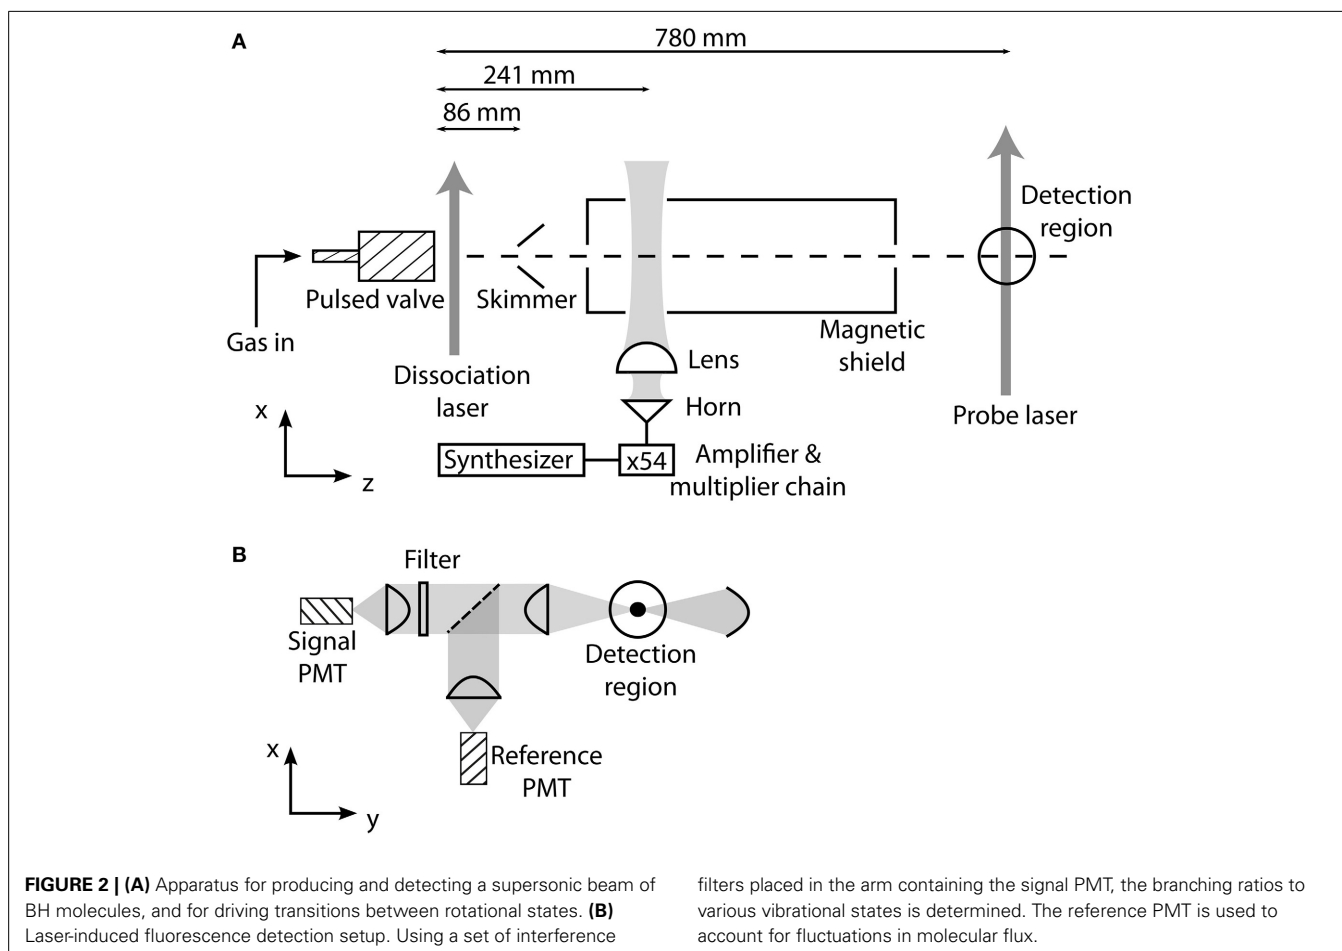 A
780 mm
241 mm
86 mm
Detection
region
Pulsed valve
Skimmer
Gas in
Magnetic
shield
Dissociation
laser
Lens
Horn
Probe laser
x
z
Synthesizer
x54
Amplifier &
multiplier chain
B
Filter
Signal
PMT
Detection
region
Reference
PMT
x
y
FIGURE 2 | (A) Apparatus for producing and detecting a supersonic beam of
BH molecules, and for driving transitions between rotational states. (B)
Laser-induced fluorescence detection setup. Using a set of interference
filters placed in the arm containing the signal PMT, the branching ratios to
various vibrational states is determined. The reference PMT is used to
account for fluctuations in molecular flux.